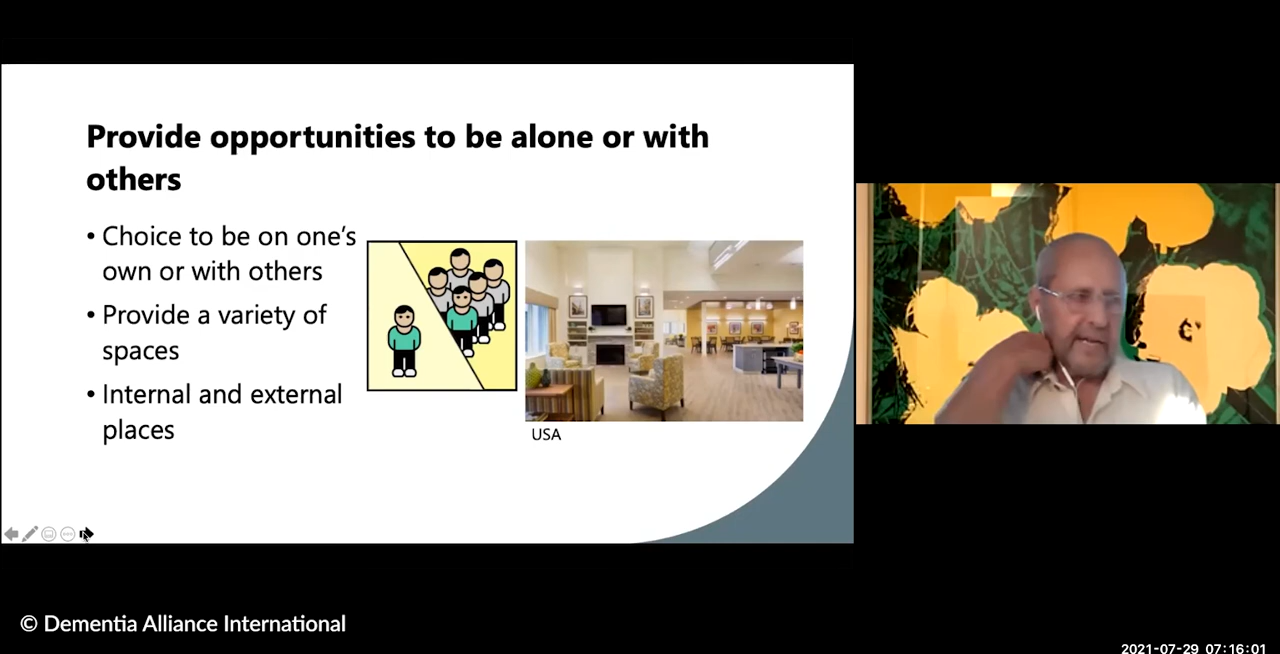 Provide opportunities to be alone or with
others
• Choice to be on one’s
own or with others
• Provide a variety of
spaces
• Internal and external
places
USA
© Dementia Alliance International
2021-07-29 07:16:01